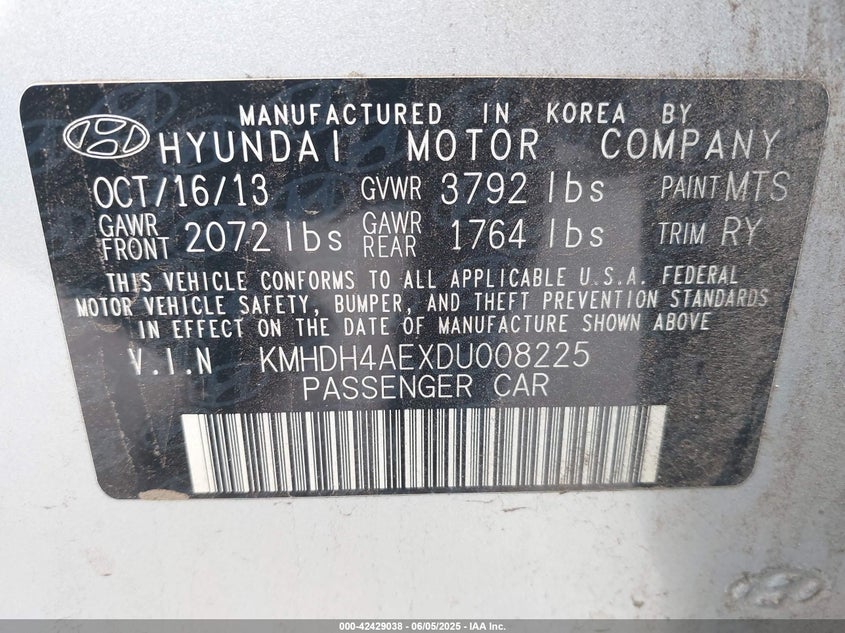 MANUFACTURED IN KOREA BY
HYUNDAI MOTOR COMPANY
OCT/16/13 GVWR 3792 lbs PAINT MTS
GAWR FRONT 2072 lbs GAWR REAR 1764 lbs TRIM RY
THIS VEHICLE CONFORMS TO ALL APPLICABLE U.S.A. FEDERAL
MOTOR VEHICLE SAFETY, BUMPER, AND THEFT PREVENTION STANDARDS
IN EFFECT ON THE DATE OF MANUFACTURE SHOWN ABOVE
V.I.N KMHDH4AEXDU008225
PASSENGER CAR
000-42429038 - 06/05/2025 - IAA Inc.